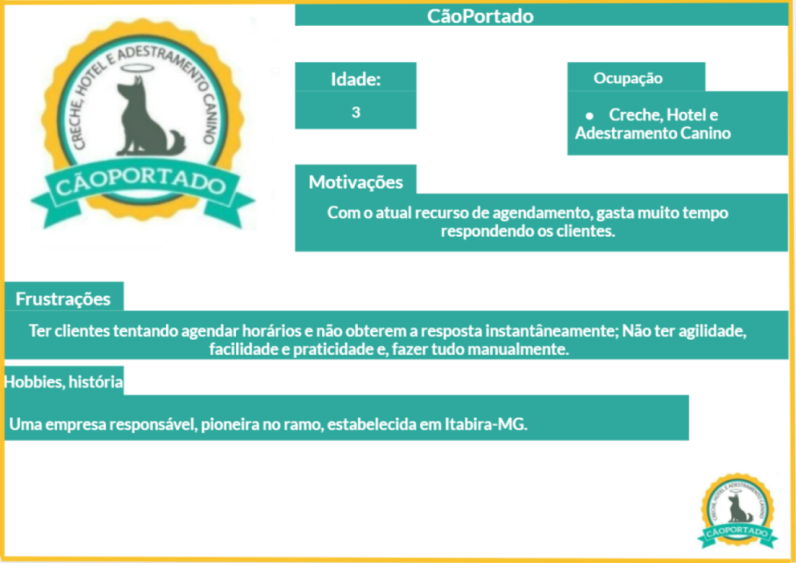 CãoPortado
CRECHE, HOTEL E ADESTRAMENTO CANINO
CÃOPORTADO
Idade:
3
Ocupação
● Creche, Hotel e
Adestramento Canino
Motivações
Com o atual recurso de agendamento, gasta muito tempo
respondendo os clientes.
Frustrações
Ter clientes tentando agendar horários e não obterem a resposta instantâneamente; Não ter agilidade,
facilidade e praticidade e, fazer tudo manualmente.
Hobbies, história
Uma empresa responsável, pioneira no ramo, estabelecida em Itabira-MG.
CRECHE, HOTEL E ADESTRAMENTO CANINO
CÃOPORTADO